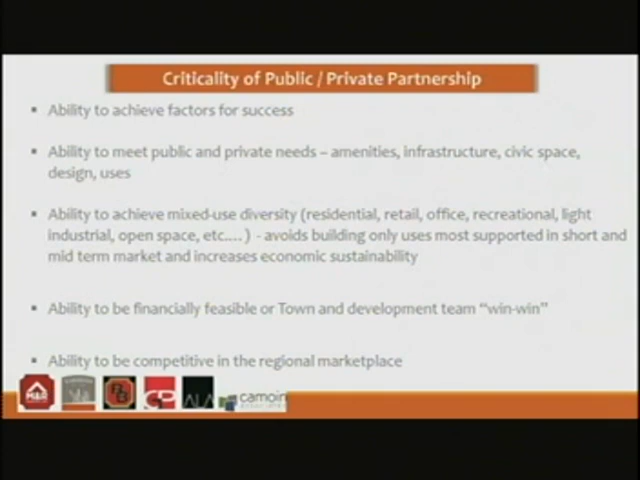 Criticality of Public / Private Partnership
▪ Ability to achieve factors for success
▪ Ability to meet public and private needs – amenities, infrastructure, civic space,
design, uses
▪ Ability to achieve mixed-use diversity (residential, retail, office, recreational, light
industrial, open space, etc.…) - avoids building only uses most supported in short and
mid term market and increases economic sustainability
▪ Ability to be financially feasible or Town and development team “win-win”
▪ Ability to be competitive in the regional marketplace
M&R
GP
ALA
camoin